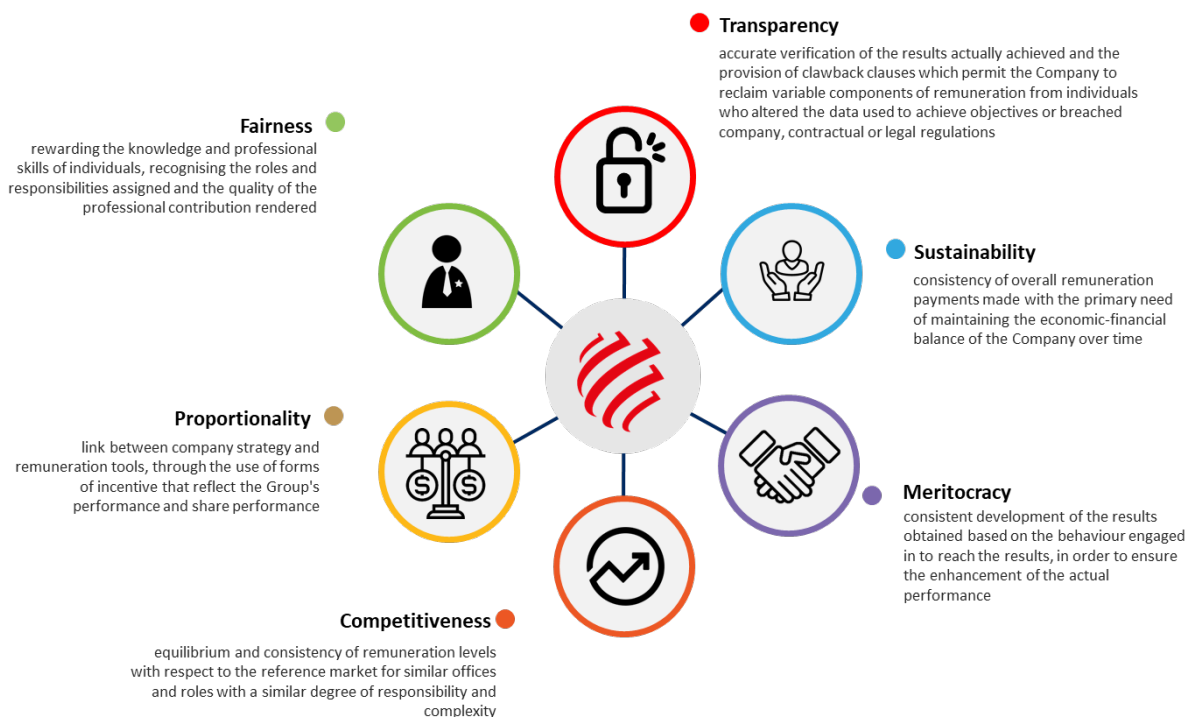 Transparency
accurate verification of the results actually achieved and the
provision of clawback clauses which permit the Company to
reclaim variable components of remuneration from individuals
who altered the data used to achieve objectives or breached
company, contractual or legal regulations
Fairness
rewarding the knowledge and professional
skills of individuals, recognising the roles and
responsibilities assigned and the quality of the
professional contribution rendered
Sustainability
consistency of overall remuneration
payments made with the primary need
of maintaining the economic-financial
balance of the Company over time
Proportionality
link between company strategy and
remuneration tools, through the use of forms
of incentive that reflect the Group's
performance and share performance
$ $
Meritocracy
consistent development of the results
obtained based on the behaviour engaged
in to reach the results, in order to ensure
the enhancement of the actual
performance
Competitiveness
equilibrium and consistency of remuneration levels
with respect to the reference market for similar offices
and roles with a similar degree of responsibility and
complexity